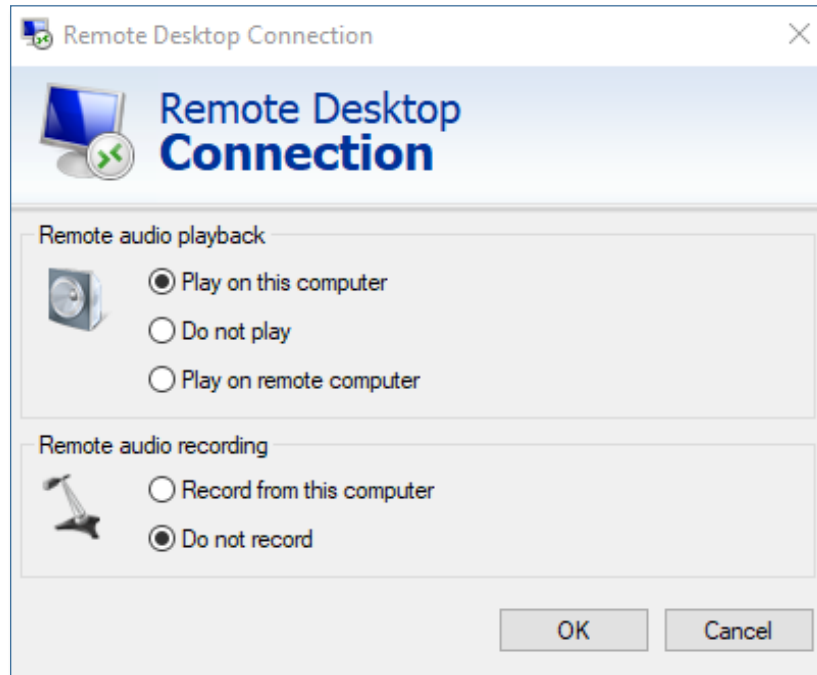 Remote Desktop Connection
Remote Desktop
Connection
Remote audio playback
Play on this computer
Do not play
Play on remote computer
Remote audio recording
Record from this computer
Do not record
OK
Cancel